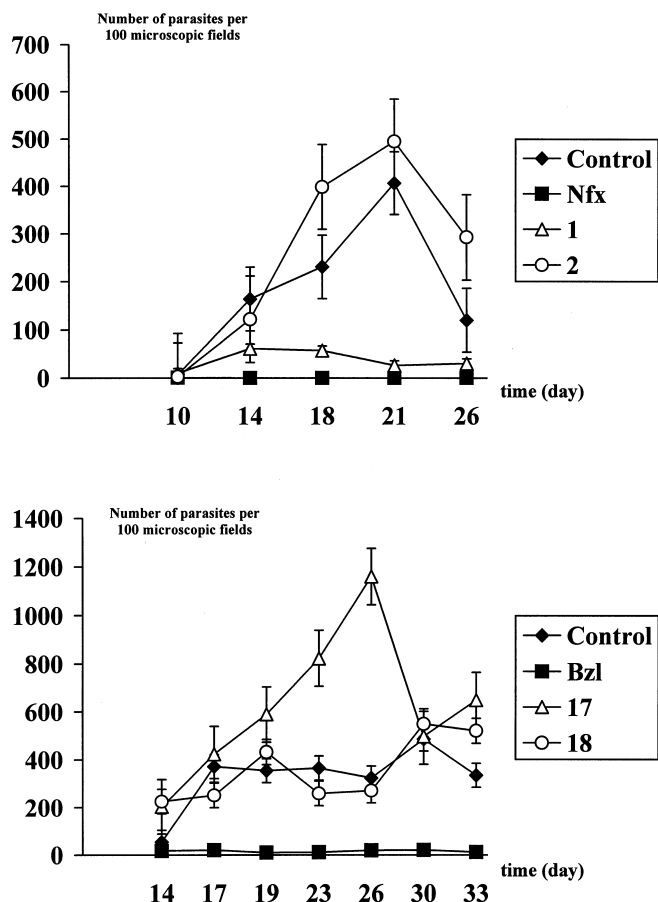 Number of parasites per
100 microscopic fields
700
600
500
400
300
200
100
0
10 14 18 21 26
time (day)
Control
Nfx
1
2
Number of parasites per
100 microscopic fields
1400
1200
1000
800
600
400
200
0
14 17 19 23 26 30 33
time (day)
Control
Bzl
17
18